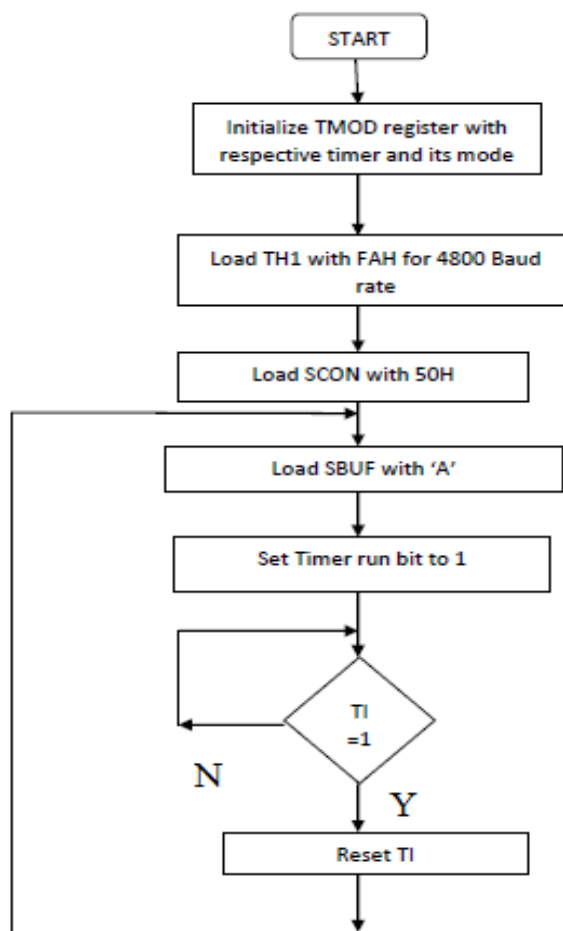 START
Initialize TMOD register with
respective timer and its mode
Load TH1 with FAH for 4800 Baud
rate
Load SCON with 50H
Load SBUF with ‘A’
Set Timer run bit to 1
TI
=1
N
Y
Reset TI